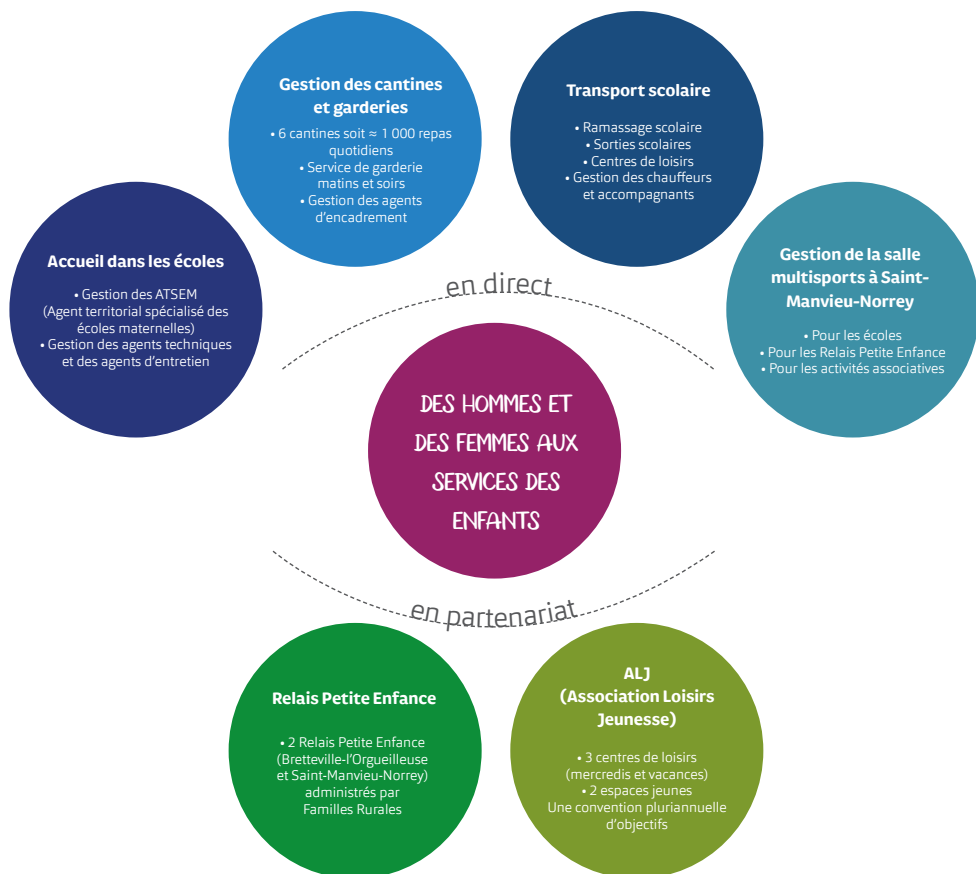 Gestion des cantines
et garderies
• 6 cantines soit ≈ 1 000 repas
quotidiens
• Service de garderie
matins et soirs
• Gestion des agents
d'encadrement
Transport scolaire
• Ramassage scolaire
• Sorties scolaires
• Centres de loisirs
• Gestion des chauffeurs
et accompagnants
Accueil dans les écoles
• Gestion des ATSEM
(Agent territorial spécialisé des
écoles maternelles)
• Gestion des agents techniques
et des agents d'entretien
Gestion de la salle
multisports à Saint-
Manvieu-Norrey
• Pour les écoles
• Pour les Relais Petite Enfance
• Pour les activités associatives
en direct
DES HOMMES ET
DES FEMMES AUX
SERVICES DES
ENFANTS
en partenariat
Relais Petite Enfance
• 2 Relais Petite Enfance
(Bretteville-l'Orgueilleuse
et Saint-Manvieu-Norrey)
administrés par
Familles Rurales
ALJ
(Association Loisirs
Jeunesse)
• 3 centres de loisirs
(mercredis et vacances)
• 2 espaces jeunes
Une convention pluriannuelle
d'objectifs